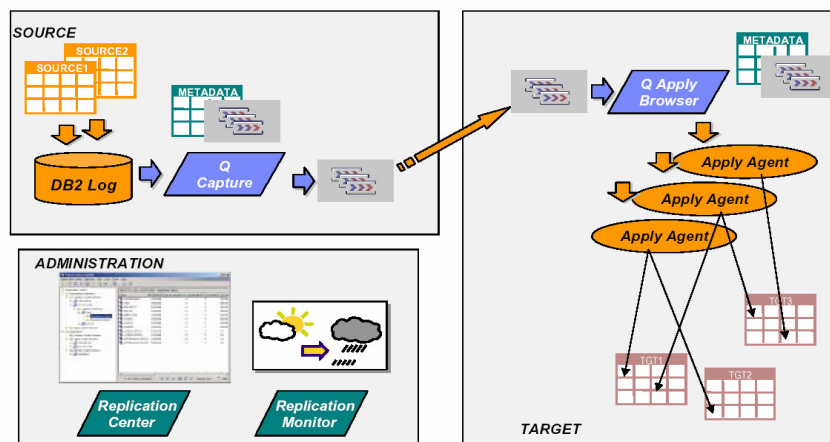 SOURCE
SOURCE2
SOURCE1
METADATA
DB2 Log
Q
Capture
ADMINISTRATION
Replication
Center
Replication
Monitor
METADATA
Q Apply
Browser
Apply Agent
Apply Agent
Apply Agent
TGT3
TGT1
TGT2
TARGET